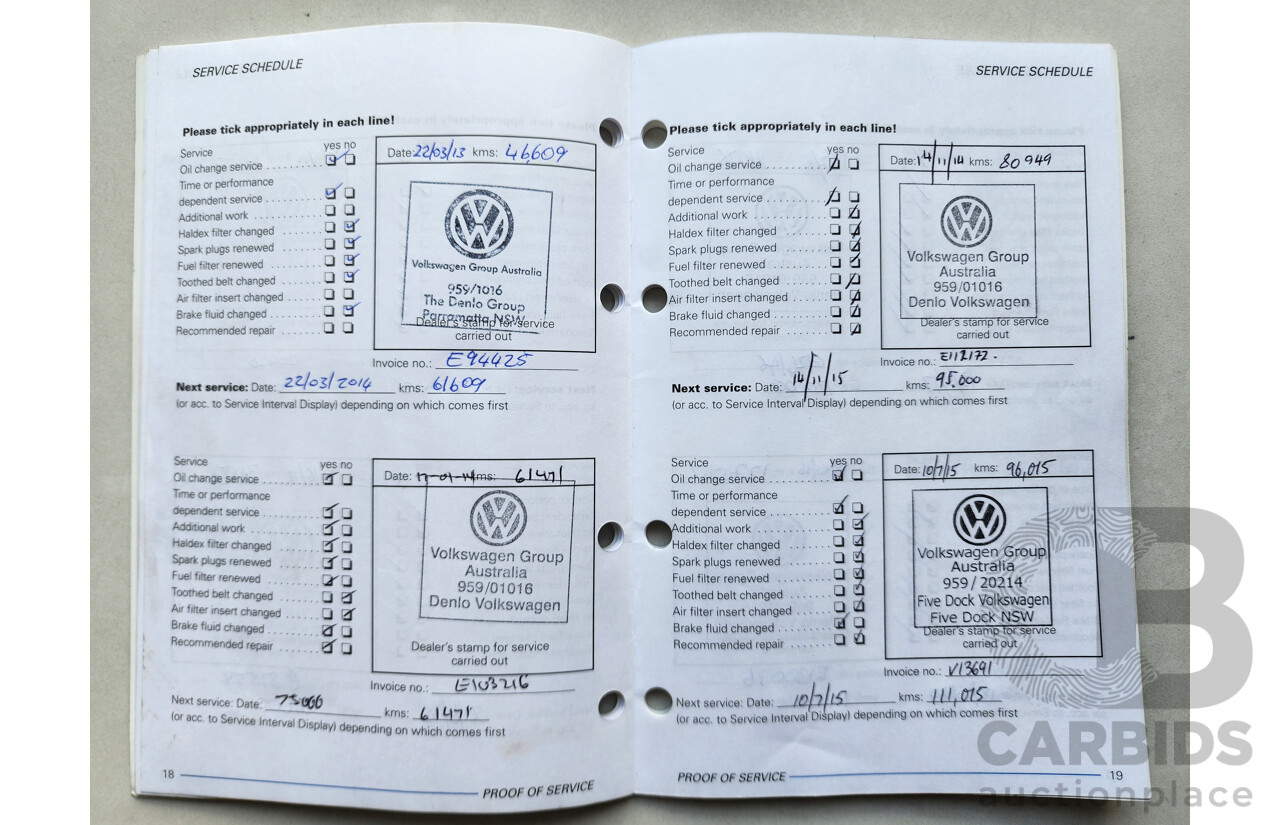 SERVICE SCHEDULE
Please tick appropriately in each line!
Service yes no
Oil change service
Time or performance
dependent service
Additional work
Haldex filter changed
Spark plugs renewed
Fuel filter renewed
Toothed belt changed
Air filter insert changed
Brake fluid changed
Recommended repair
Date: 22/03/13 kms: 46,609
Volkswagen Group Australia
959/1016
The Denlo Group
Parramatta NSW
Dealer's stamp for service
carried out
Invoice no.: E94425
Next service: Date: 22/03/2014 kms: 61609
(or acc. to Service Interval Display) depending on which comes first
Service yes no
Oil change service
Time or performance
dependent service
Additional work
Haldex filter changed
Spark plugs renewed
Fuel filter renewed
Toothed belt changed
Air filter insert changed
Brake fluid changed
Recommended repair
Date: kms: 61471
Volkswagen Group
Australia
959/01016
Denlo Volkswagen
Dealer's stamp for service
carried out
Invoice no.: E103216
Next service: Date: 75000 kms: 61471
(or acc. to Service Interval Display) depending on which comes first
18 PROOF OF SERVICE
SERVICE SCHEDULE
Please tick appropriately in each line!
Service yes no
Oil change service
Time or performance
dependent service
Additional work
Haldex filter changed
Spark plugs renewed
Fuel filter renewed
Toothed belt changed
Air filter insert changed
Brake fluid changed
Recommended repair
Date: 14/11/14 kms: 80949
Volkswagen Group
Australia
959/01016
Denlo Volkswagen
Dealer's stamp for service
carried out
Invoice no.: E112172.
Next service: Date: 14/11/15 kms: 95.000
(or acc. to Service Interval Display) depending on which comes first
Service yes no
Oil change service
Time or performance
dependent service
Additional work
Haldex filter changed
Spark plugs renewed
Fuel filter renewed
Toothed belt changed
Air filter insert changed
Brake fluid changed
Recommended repair
Date: 10/7/15 kms: 96,015
Volkswagen Group
Australia
959 / 20214
Five Dock Volkswagen
Five Dock NSW
Dealer's stamp for service
carried out
Invoice no.: V13691
Next service: Date: 10/7/15 kms: 111,015
(or acc. to Service Interval Display) depending on which comes first
PROOF OF SERVICE 19
CARBIDS
auctionplace